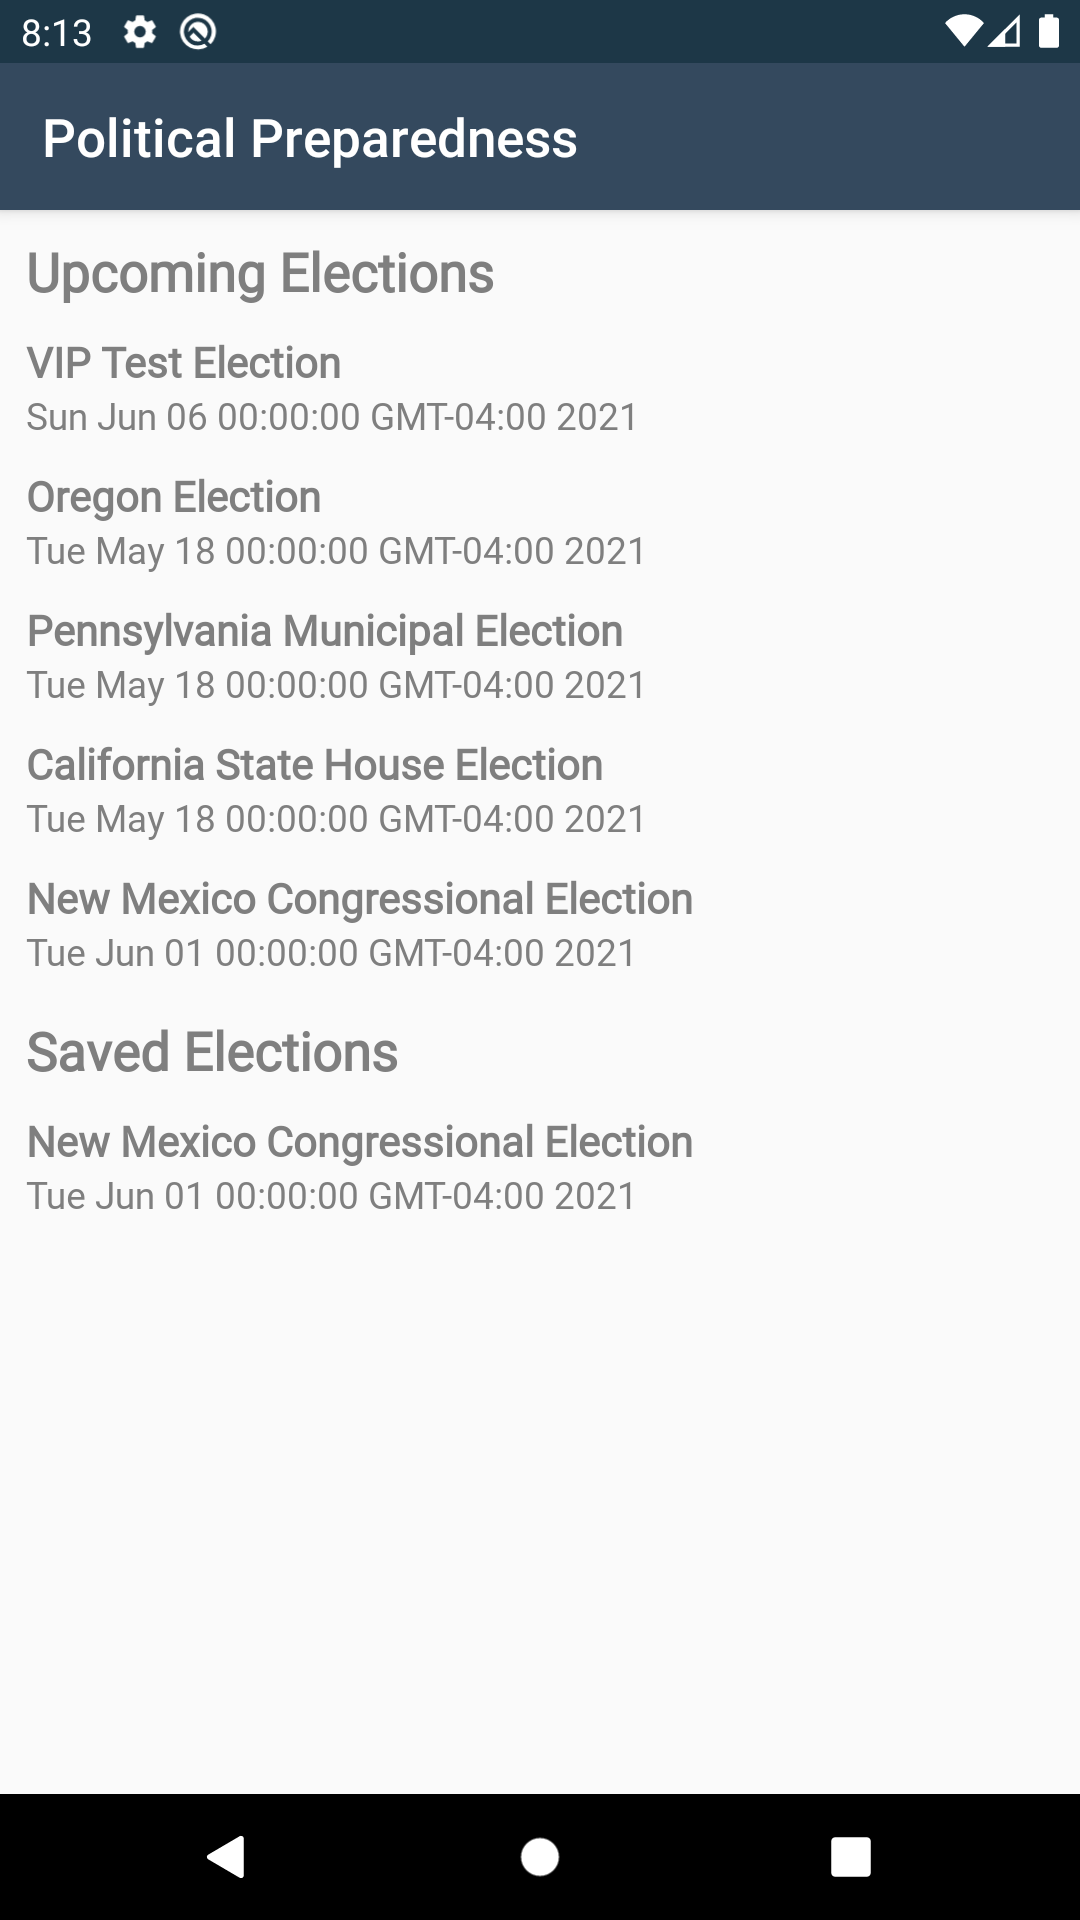 8:13
Political Preparedness
Upcoming Elections
VIP Test Election
Sun Jun 06 00:00:00 GMT-04:00 2021
Oregon Election
Tue May 18 00:00:00 GMT-04:00 2021
Pennsylvania Municipal Election
Tue May 18 00:00:00 GMT-04:00 2021
California State House Election
Tue May 18 00:00:00 GMT-04:00 2021
New Mexico Congressional Election
Tue Jun 01 00:00:00 GMT-04:00 2021
Saved Elections
New Mexico Congressional Election
Tue Jun 01 00:00:00 GMT-04:00 2021